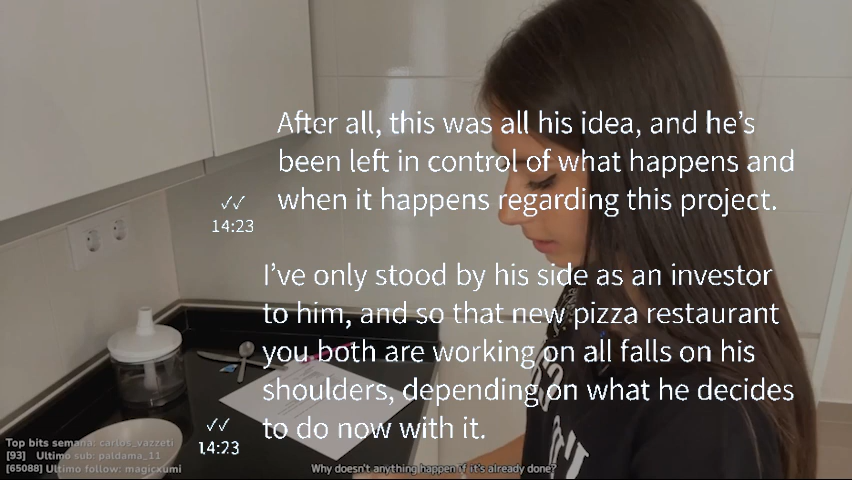 After all, this was all his idea, and he's
been left in control of what happens and
when it happens regarding this project.
✓✓
14:23
I've only stood by his side as an investor
to him, and so that new pizza restaurant
you both are working on all falls on his
shoulders, depending on what he decides
to do now with it.
✓✓
14:23
Top bits semana: carlos_vazzeti
[93] Ultimo sub: paldama_11
[65088] Ultimo follow: magicxumi
Why doesn't anything happen if it's already done?